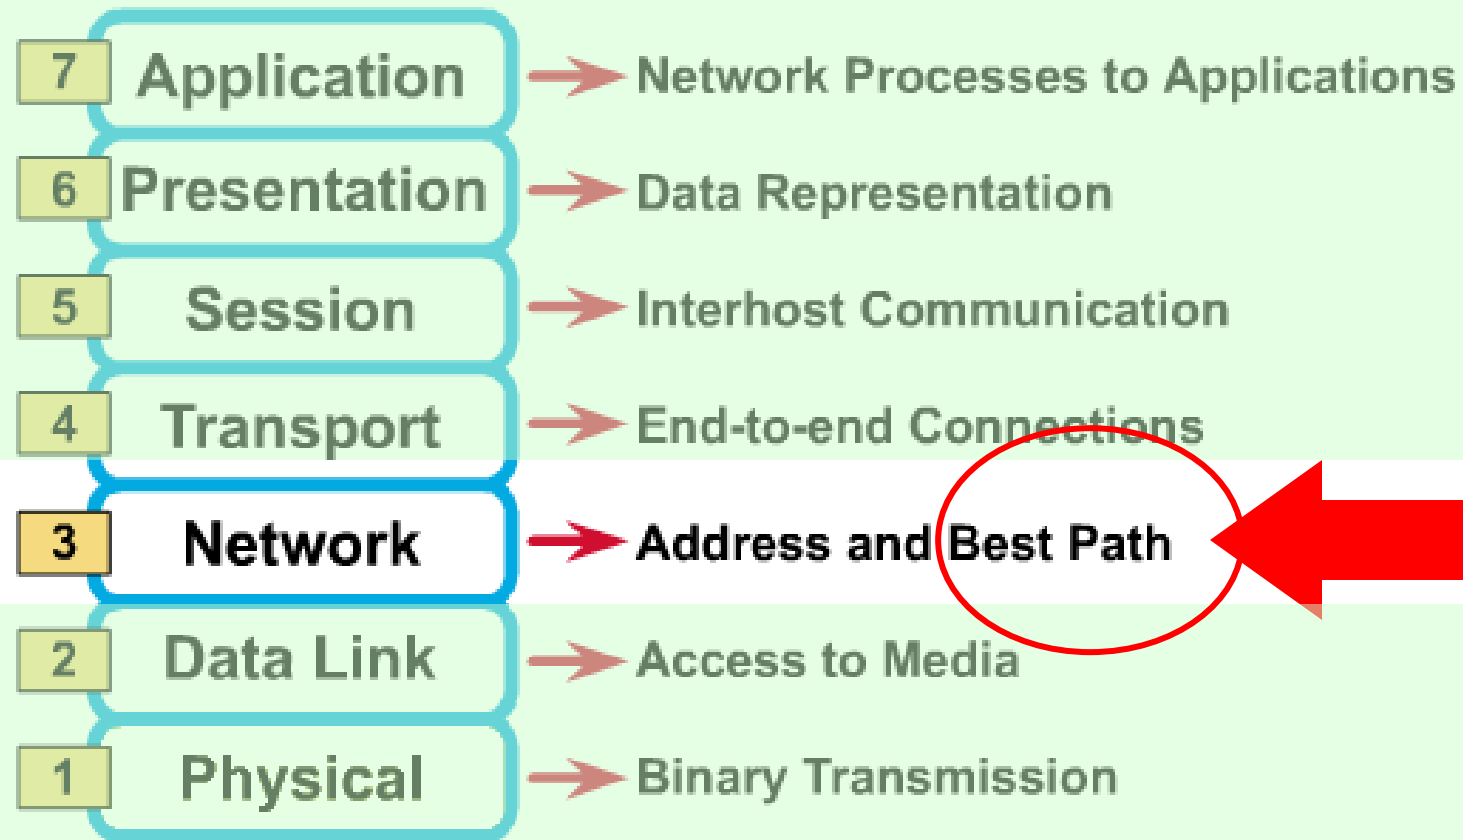 7 Application Network Processes to Applications
6 Presentation Data Representation
5 Session Interhost Communication
4 Transport End-to-end Connections
3 Network Address and Best Path
2 Data Link Access to Media
1 Physical Binary Transmission